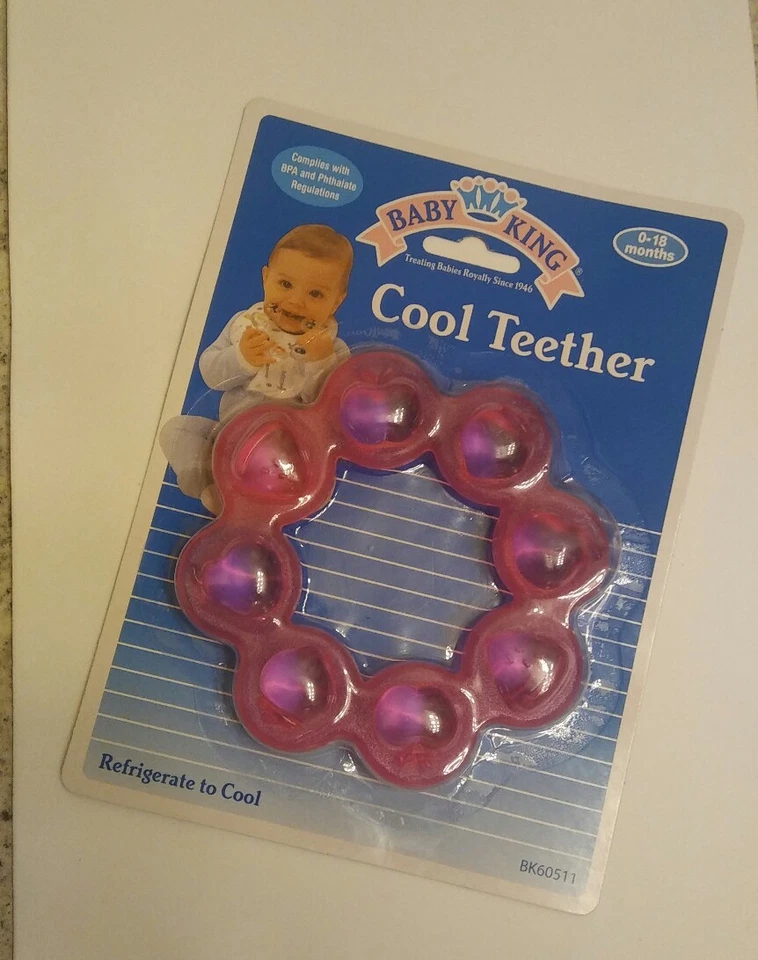 Complies with
BPA and Phthalate
Regulations
BABY KING®
Treating Babies Royally Since 1946
0-18
months
Cool Teether
Refrigerate to Cool
BK60511